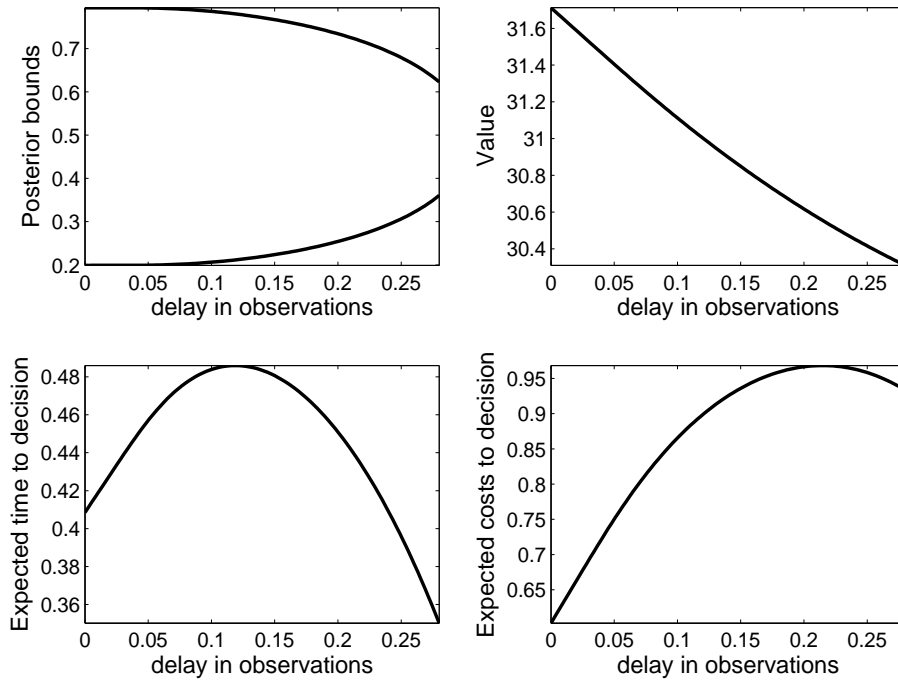 0.7
0.6
0.5
0.4
0.3
0.2
Posterior bounds
0 0.05 0.1 0.15 0.2 0.25
delay in observations
31.6
31.4
31.2
31
30.8
30.6
30.4
Value
0 0.05 0.1 0.15 0.2 0.25
delay in observations
0.48
0.46
0.44
0.42
0.4
0.38
0.36
Expected time to decision
0 0.05 0.1 0.15 0.2 0.25
delay in observations
0.95
0.9
0.85
0.8
0.75
0.7
0.65
Expected costs to decision
0 0.05 0.1 0.15 0.2 0.25
delay in observations